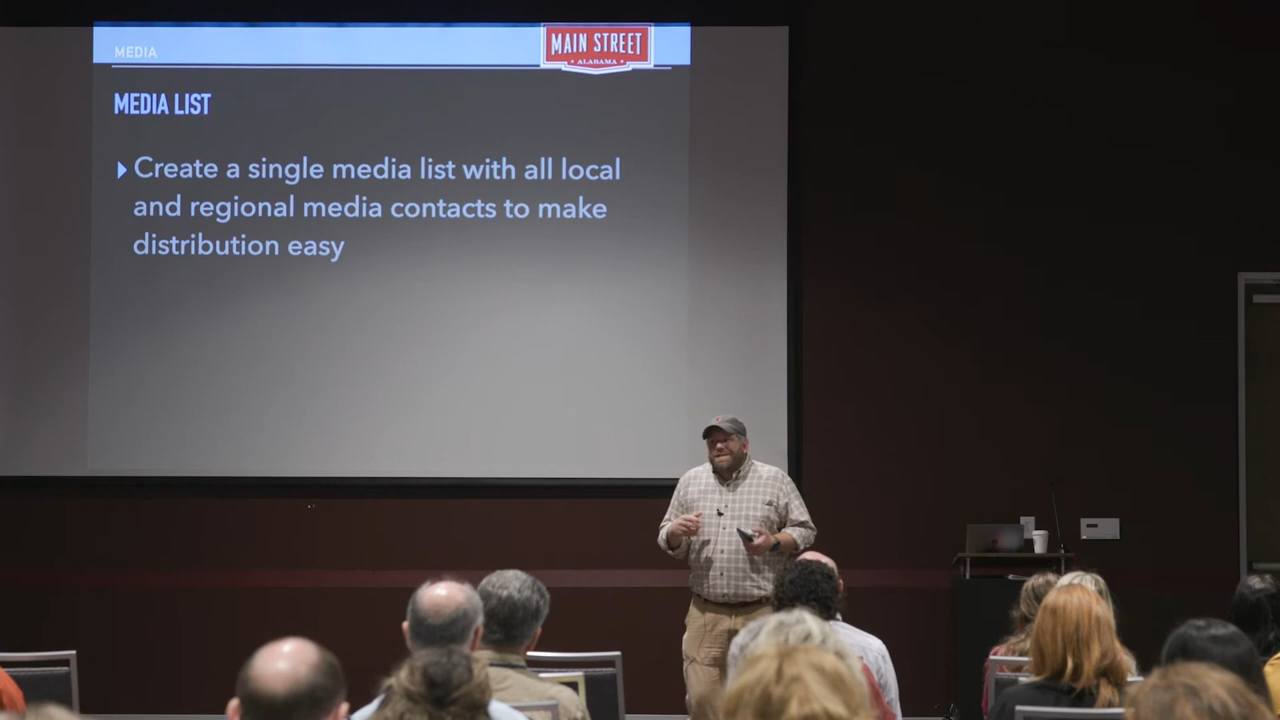 MEDIA
MAIN STREET
• ALABAMA •
MEDIA LIST
Create a single media list with all local
and regional media contacts to make
distribution easy